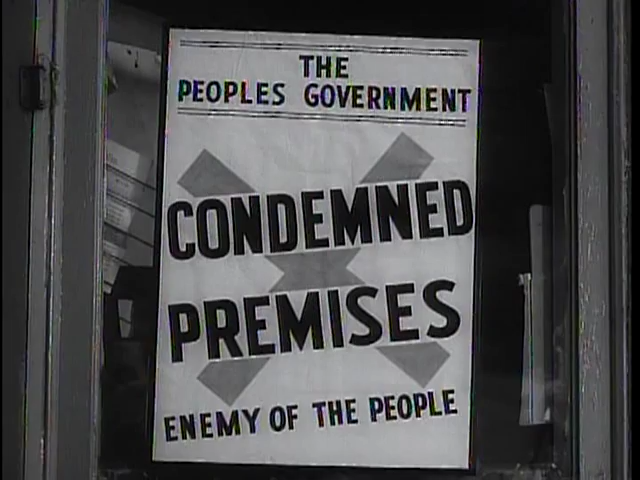 THE
PEOPLES GOVERNMENT
CONDEMNED
PREMISES
ENEMY OF THE PEOPLE